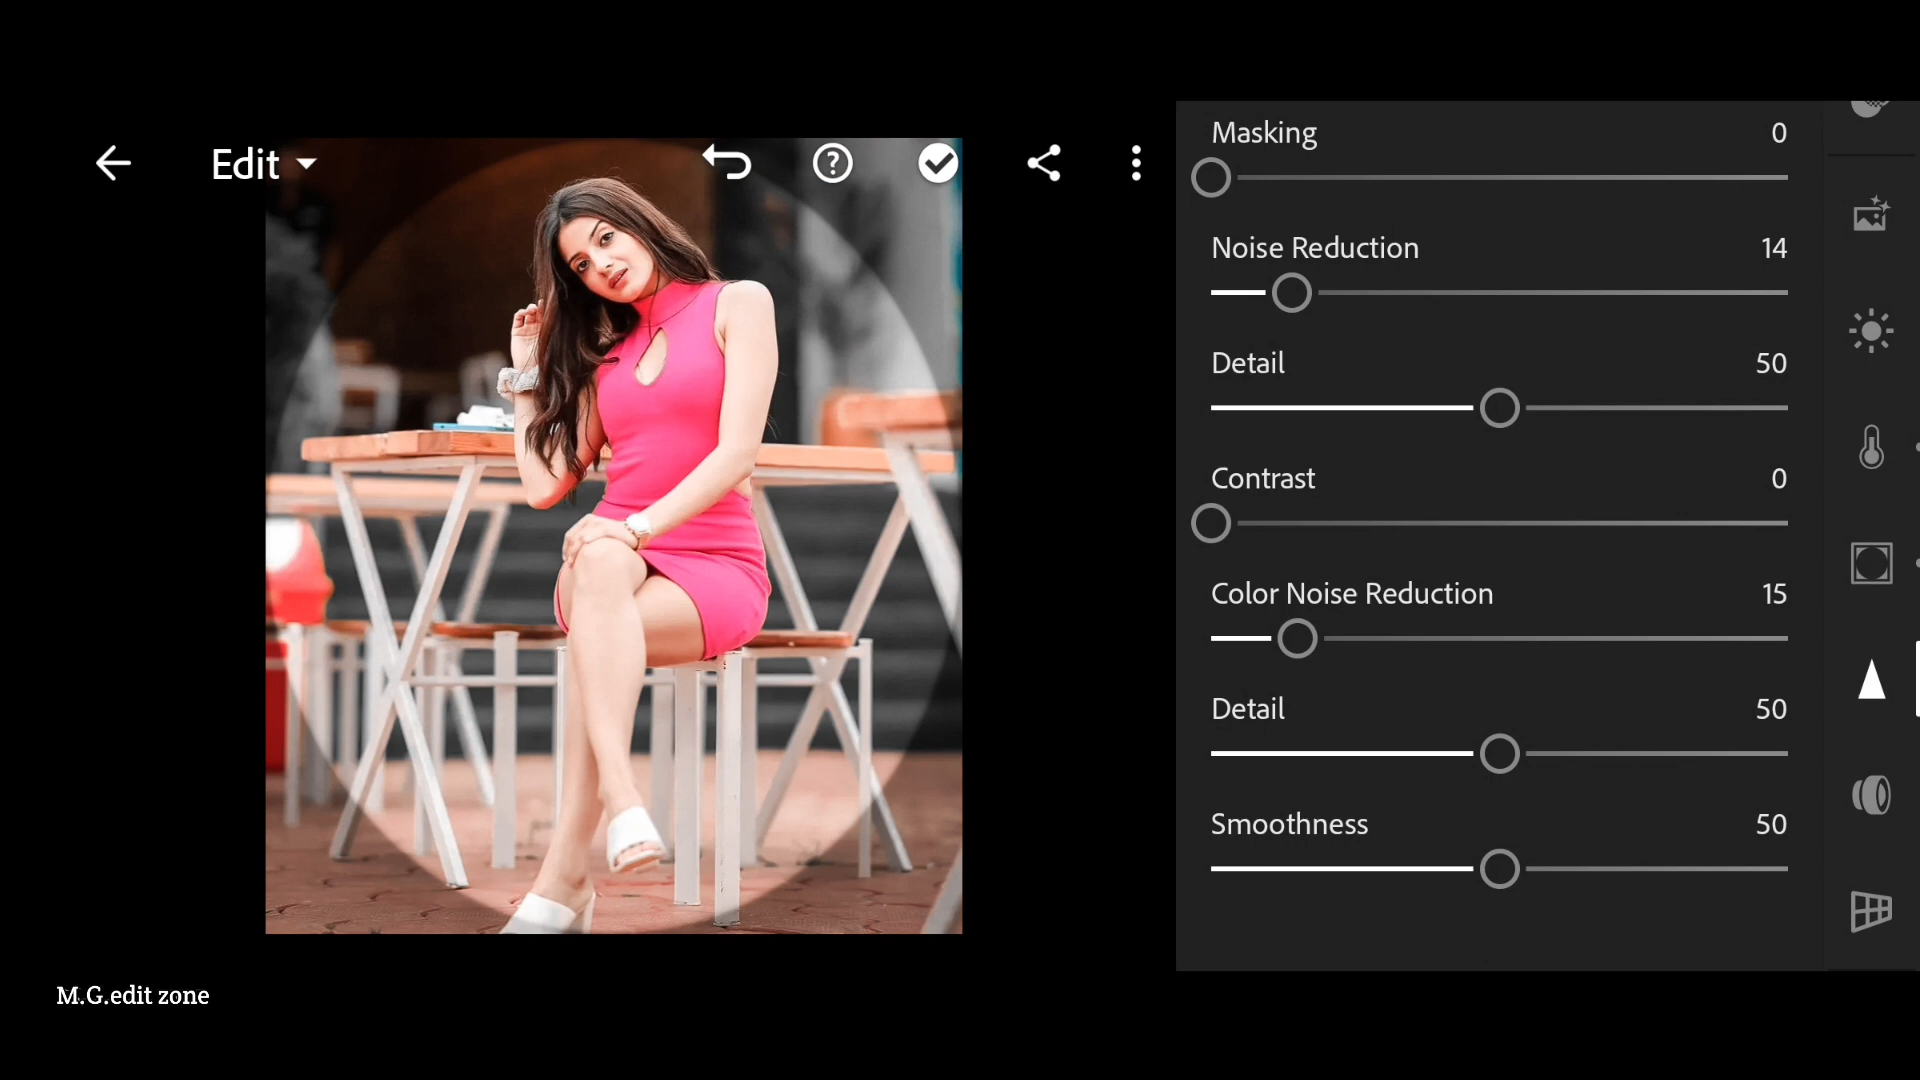 Edit
Masking 0
Noise Reduction 14
Detail 50
Contrast 0
Color Noise Reduction 15
Detail 50
Smoothness 50
M.G.edit zone